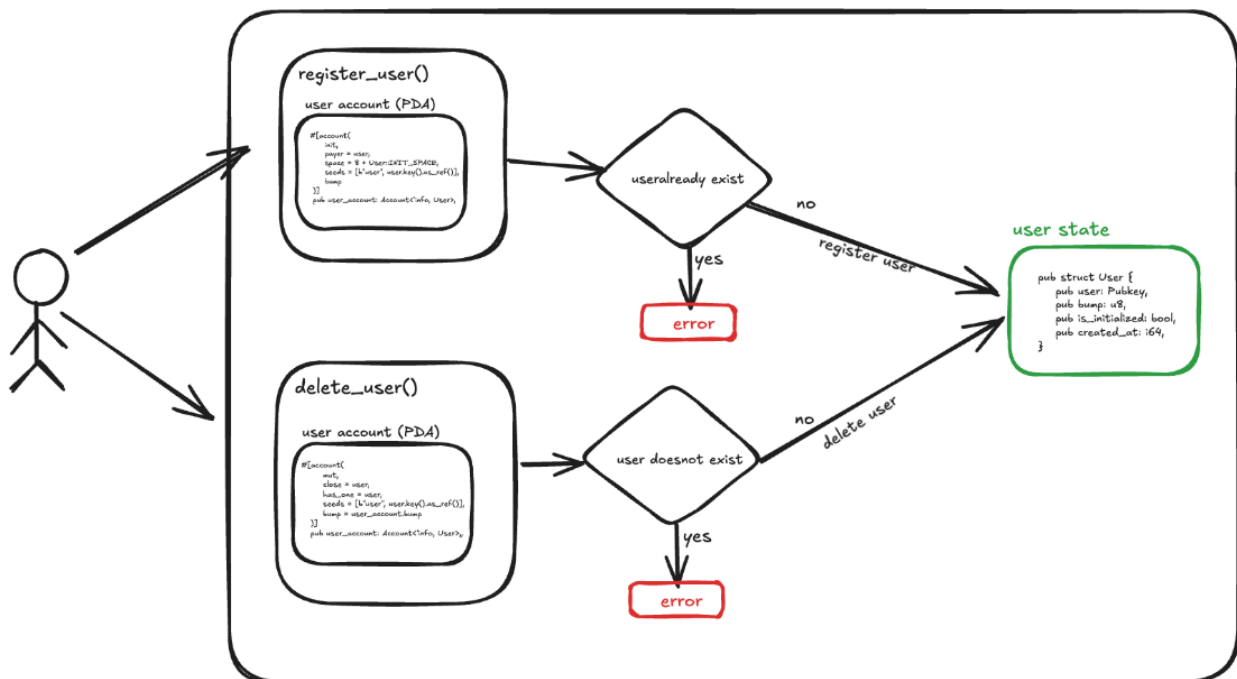 register_user()
user account (PDA)
#[account(
init,
payer = user,
space = 8 + User::INIT_SPACE,
seeds = [b"user", user.key().as_ref()],
bump
)]
pub user_account: Account<'info, User>,
useralready exist
no
register user
yes
error
user state
pub struct User {
pub user: Pubkey,
pub bump: u8,
pub is_initialized: bool,
pub created_at: i64,
}
delete_user()
user account (PDA)
#[account(
mut,
close = user,
has_one = user,
seeds = [b"user", user.key().as_ref()],
bump = user_account.bump
)]
pub user_account: Account<'info, User>,
user doesnot exist
no
delete user
yes
error